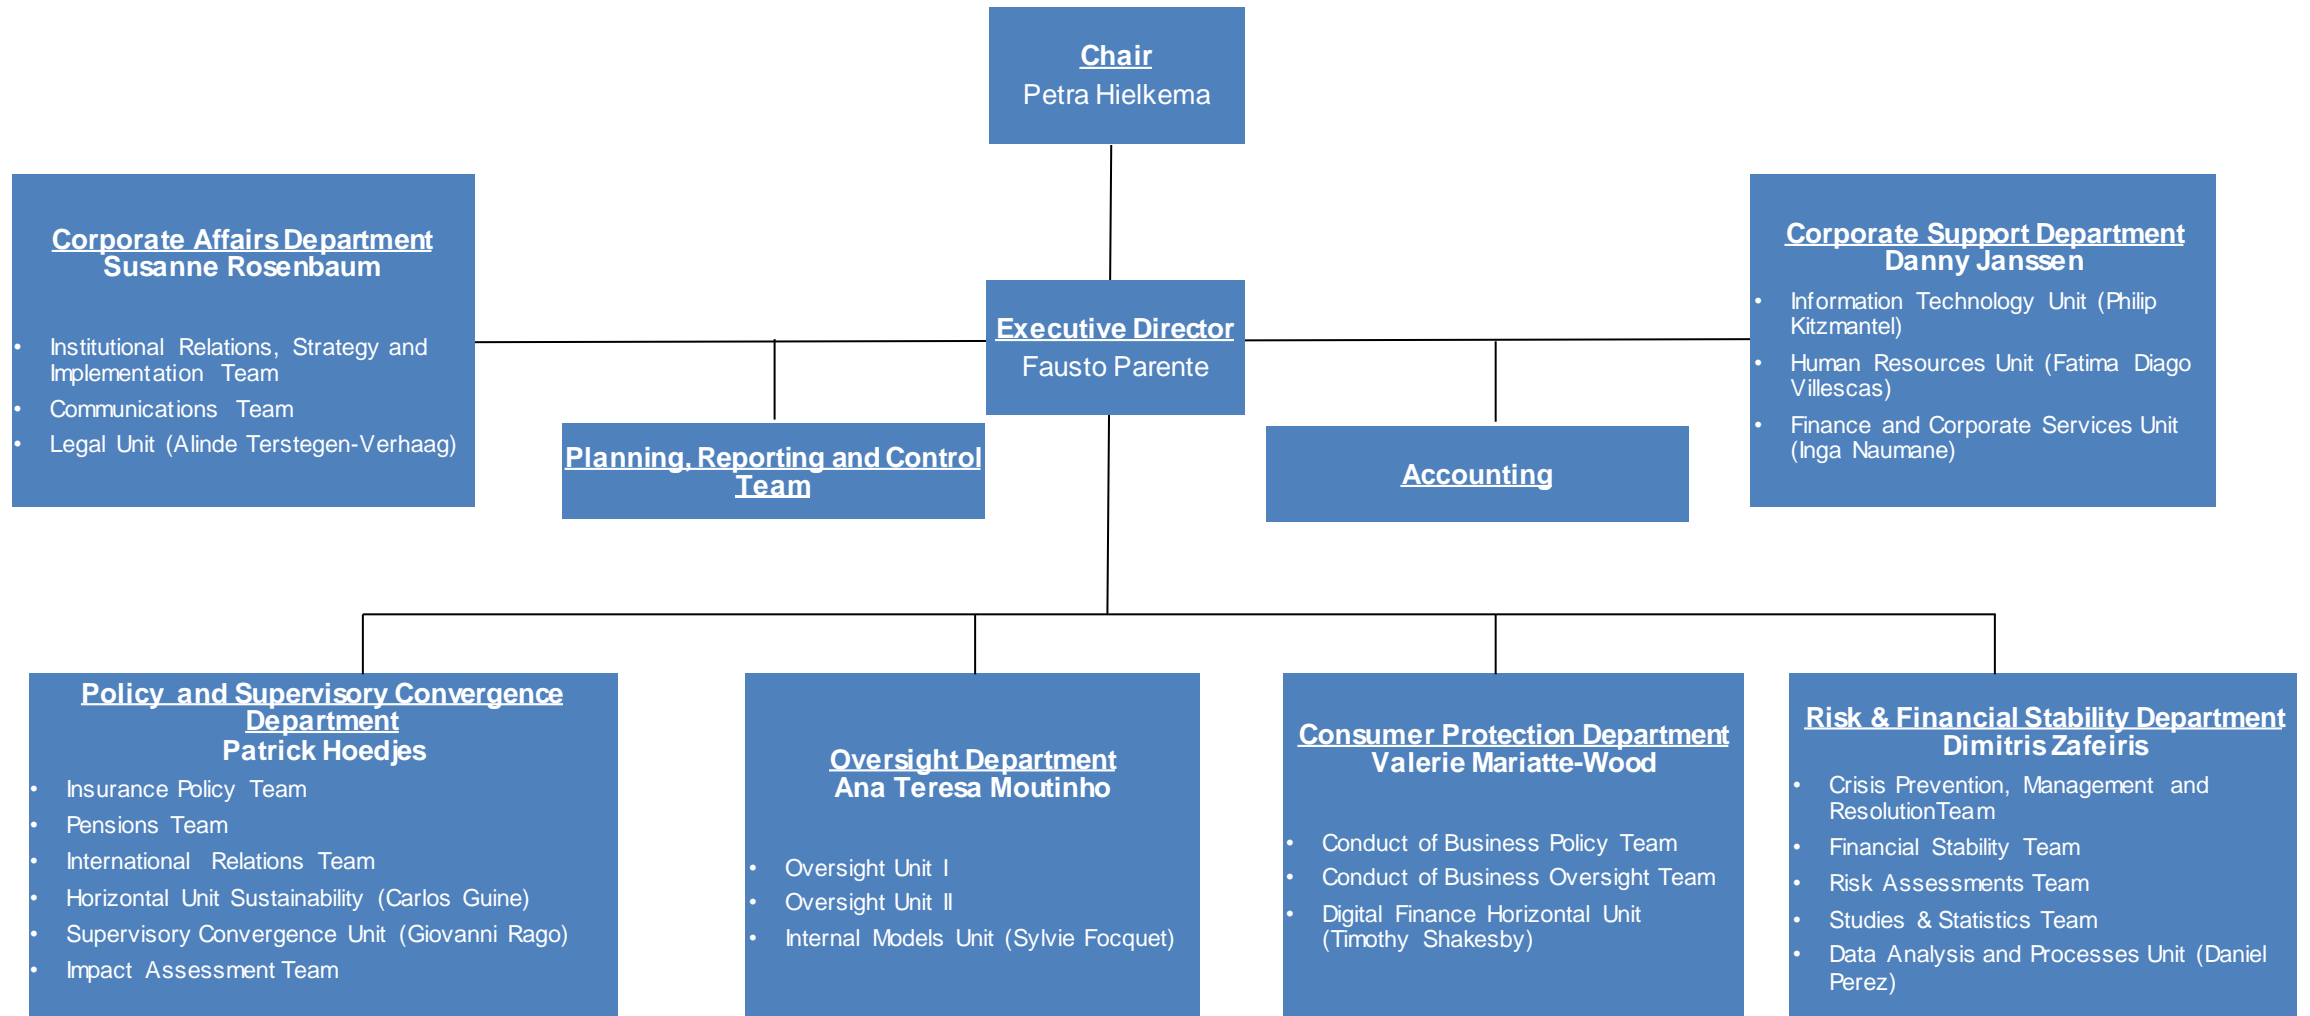 Chair
Petra Hielkema
Corporate Affairs Department
Susanne Rosenbaum
• Institutional Relations, Strategy and
Implementation Team
• Communications Team
• Legal Unit (Alinde Terstegen-Verhaag)
Executive Director
Fausto Parente
Corporate Support Department
Danny Janssen
• Information Technology Unit (Philip
Kitzmantel)
• Human Resources Unit (Fatima Diago
Villescas)
• Finance and Corporate Services Unit
(Inga Naumane)
Planning, Reporting and Control
Team
Accounting
Policy and Supervisory Convergence
Department
Patrick Hoedjes
• Insurance Policy Team
• Pensions Team
• International Relations Team
• Horizontal Unit Sustainability (Carlos Guine)
• Supervisory Convergence Unit (Giovanni Rago)
• Impact Assessment Team
Oversight Department
Ana Teresa Moutinho
• Oversight Unit I
• Oversight Unit II
• Internal Models Unit (Sylvie Focquet)
Consumer Protection Department
Valerie Mariatte-Wood
• Conduct of Business Policy Team
• Conduct of Business Oversight Team
• Digital Finance Horizontal Unit
(Timothy Shakesby)
Risk & Financial Stability Department
Dimitris Zafeiris
• Crisis Prevention, Management and
ResolutionTeam
• Financial Stability Team
• Risk Assessments Team
• Studies & Statistics Team
• Data Analysis and Processes Unit (Daniel
Perez)